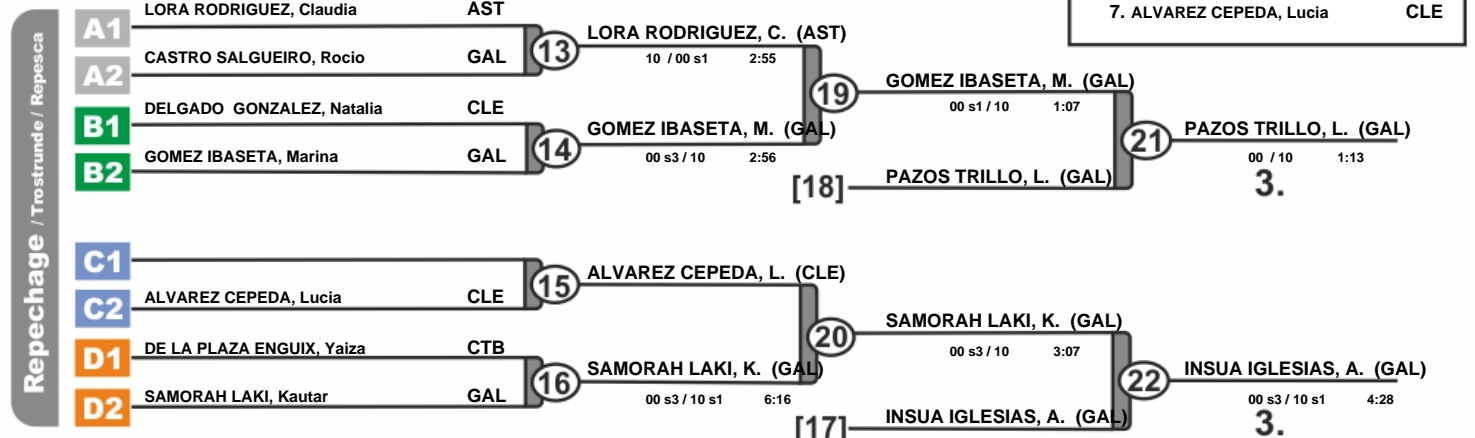 Repechage / Trostrunde / Repesca
7. ALVAREZ CEPEDA, Lucia CLE
A1 LORA RODRIGUEZ, Claudia AST
A2 CASTRO SALGUEIRO, Rocio GAL
13 LORA RODRIGUEZ, C. (AST)
10 / 00 s1 2:55
B1 DELGADO GONZALEZ, Natalia CLE
B2 GOMEZ IBASETA, Marina GAL
14 GOMEZ IBASETA, M. (GAL)
00 s3 / 10 2:56
19 GOMEZ IBASETA, M. (GAL)
00 s1 / 10 1:07
[18] PAZOS TRILLO, L. (GAL)
21 PAZOS TRILLO, L. (GAL)
00 / 10 1:13
3.
C1
C2 ALVAREZ CEPEDA, Lucia CLE
15 ALVAREZ CEPEDA, L. (CLE)
D1 DE LA PLAZA ENGUIX, Yaiza CTB
D2 SAMORAH LAKI, Kautar GAL
16 SAMORAH LAKI, K. (GAL)
00 s3 / 10 s1 6:16
20 SAMORAH LAKI, K. (GAL)
00 s3 / 10 3:07
[17] INSUA IGLESIAS, A. (GAL)
22 INSUA IGLESIAS, A. (GAL)
00 s3 / 10 s1 4:28
3.